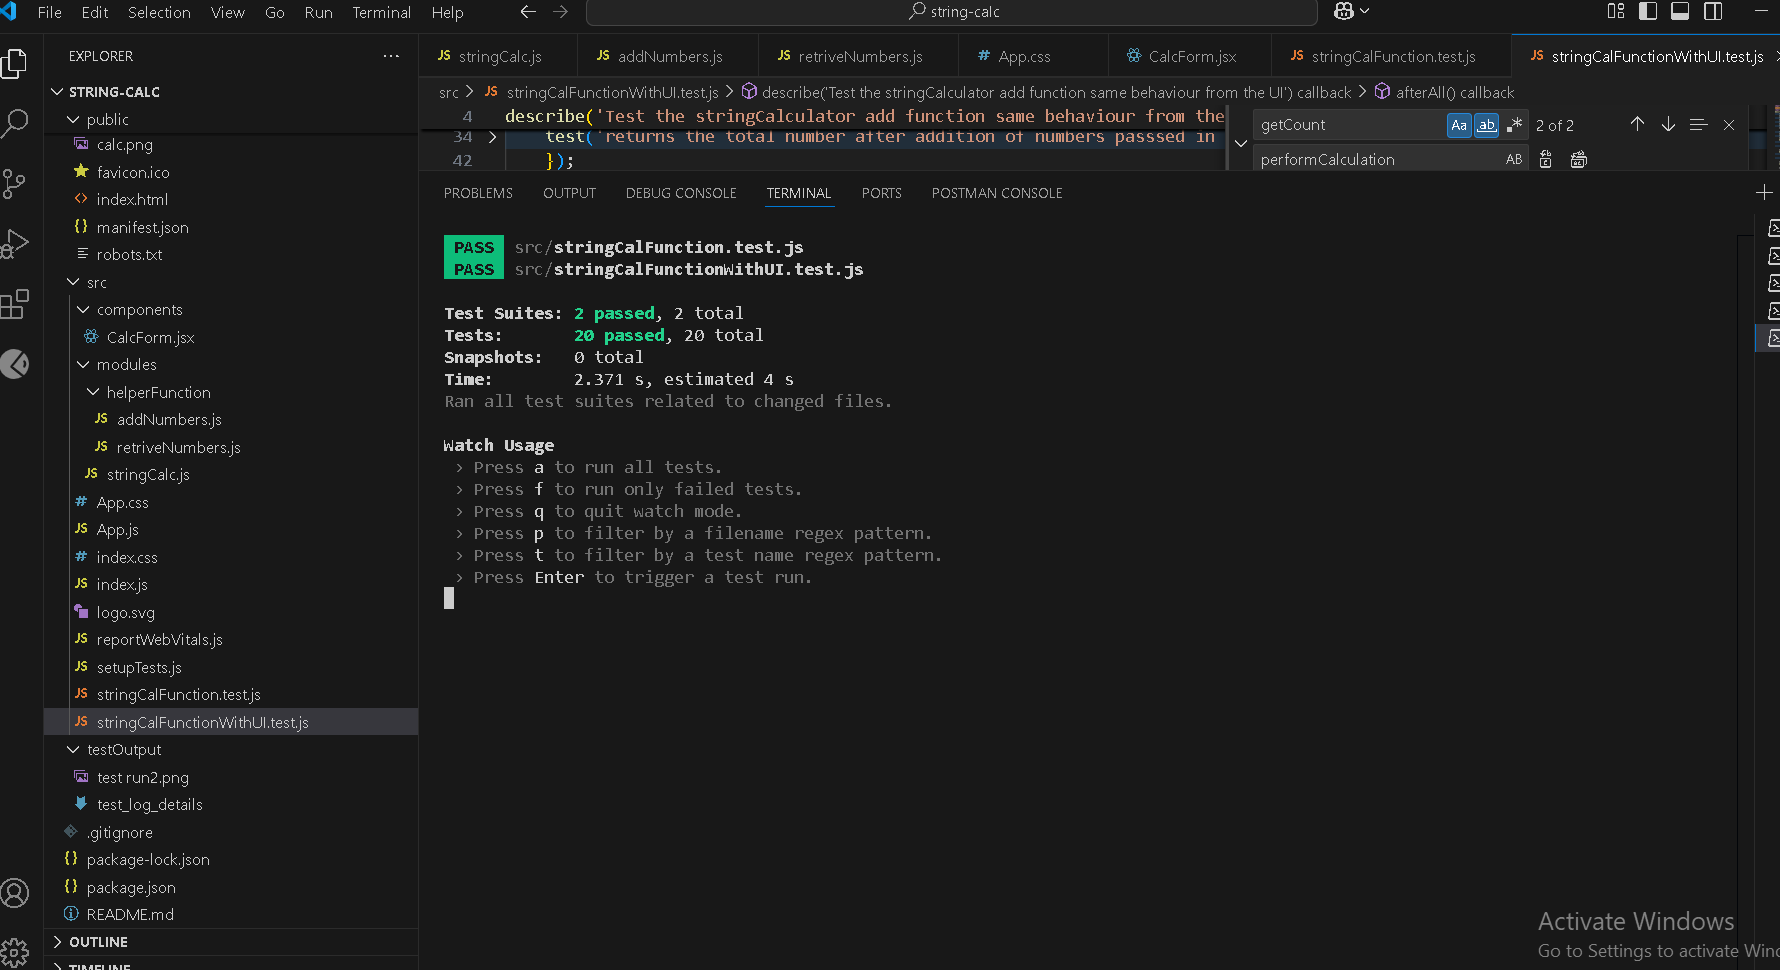 File Edit Selection View Go Run Terminal Help
string-calc
EXPLORER
STRING-CALC
public
calc.png
favicon.ico
index.html
manifest.json
robots.txt
src
components
CalcForm.jsx
modules
helperFunction
addNumbers.js
retriveNumbers.js
stringCalc.js
App.css
App.js
index.css
index.js
logo.svg
reportWebVitals.js
setupTests.js
stringCalFunction.test.js
stringCalFunctionWithUI.test.js
testOutput
test run2.png
test_log_details
.gitignore
package-lock.json
package.json
README.md
OUTLINE
TIMELINE
stringCalc.js addNumbers.js retriveNumbers.js App.css CalcForm.jsx stringCalFunction.test.js stringCalFunctionWithUI.test.js
src > JS stringCalFunctionWithUI.test.js > describe('Test the stringCalculator add function same behaviour from the UI') callback > afterAll() callback
4 describe('Test the stringCalculator add function same behaviour from the
34 test('returns the total number after addition of numbers passsed in
42 });
getCount Aa ab .* 2 of 2
performCalculation AB
PROBLEMS OUTPUT DEBUG CONSOLE TERMINAL PORTS POSTMAN CONSOLE
PASS src/stringCalFunction.test.js
PASS src/stringCalFunctionWithUI.test.js
Test Suites: 2 passed, 2 total
Tests: 20 passed, 20 total
Snapshots: 0 total
Time: 2.371 s, estimated 4 s
Ran all test suites related to changed files.
Watch Usage
› Press a to run all tests.
› Press f to run only failed tests.
› Press q to quit watch mode.
› Press p to filter by a filename regex pattern.
› Press t to filter by a test name regex pattern.
› Press Enter to trigger a test run.
Activate Windows
Go to Settings to activate Win